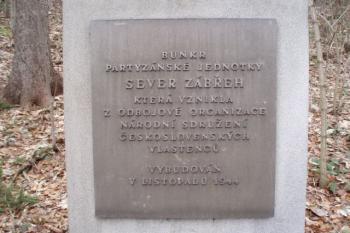 BUNKR
PARTYZÁNSKÉ JEDNOTKY
SEVER ZÁBŘEH
KTERÁ VZNIKLA
Z ODBOJOVÉ ORGANIZACE
NÁRODNÍ SDRUŽENÍ
ČESKOSLOVENSKÝCH
VLASTENCŮ
VYBUDOVÁN
V LISTOPADU 1944